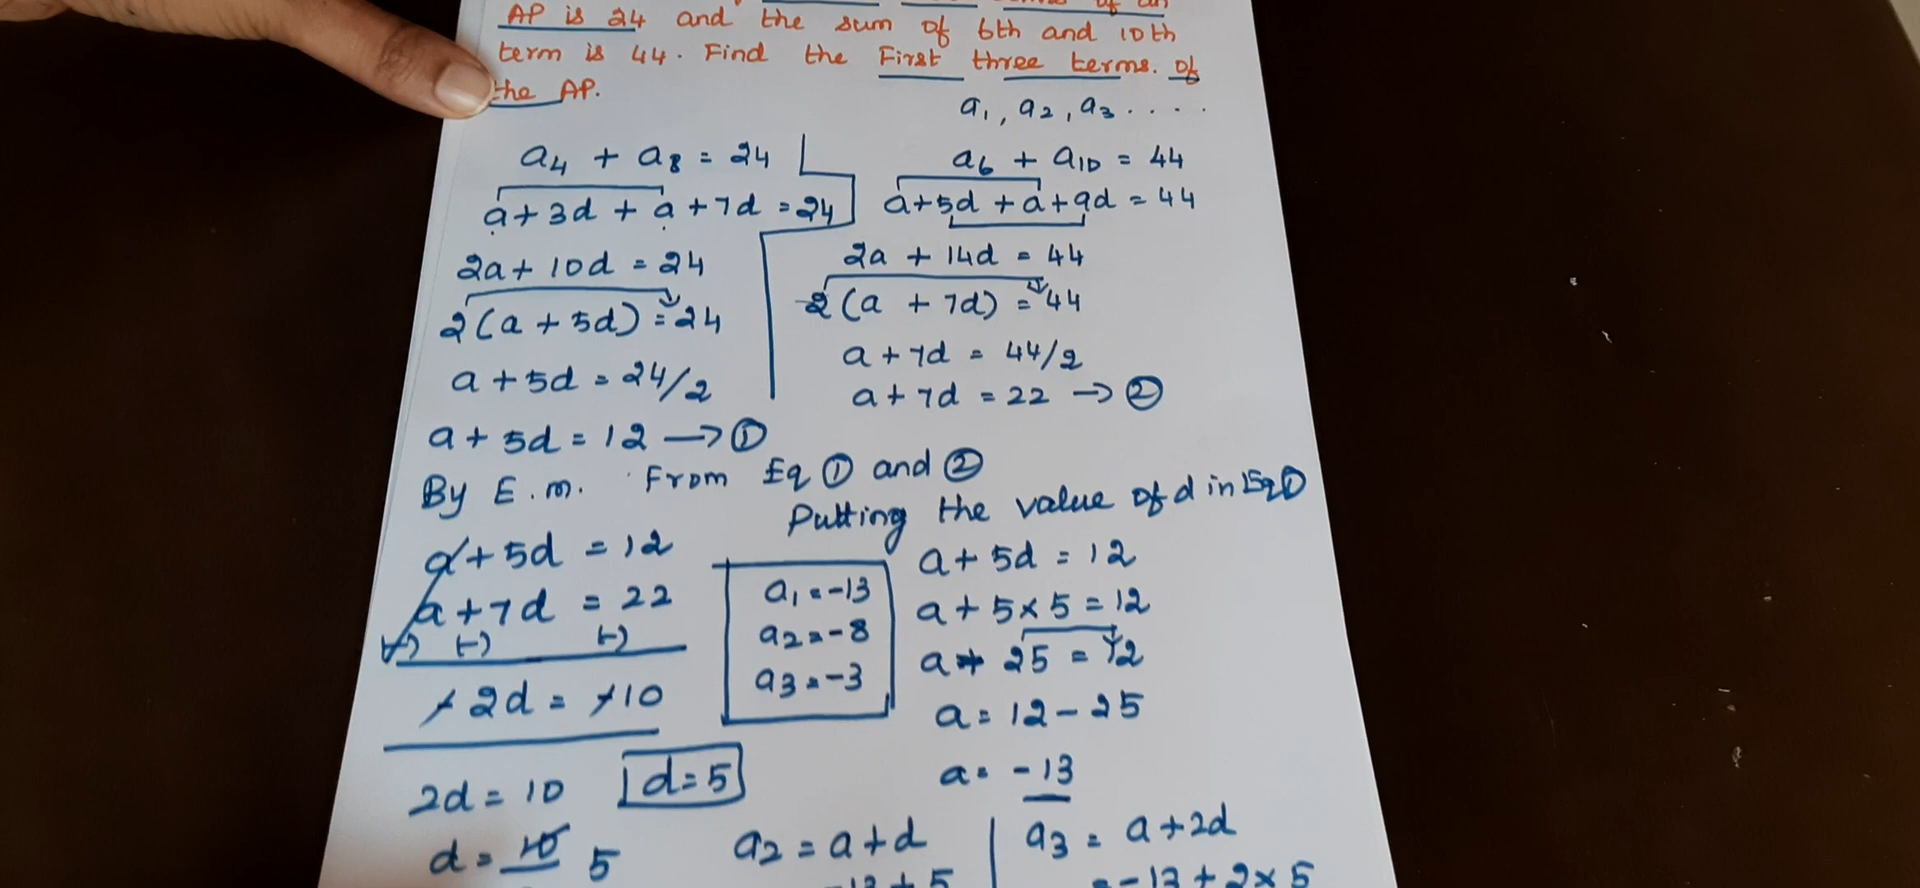 AP is 24 and the sum of 6th and 10th
term is 44. Find the First three terms. of
the AP.
a1, a2, a3 . . . .
a4 + a8 = 24
a+3d + a +7d = 24
2a+ 10d = 24
2(a + 5d) = 24
a + 5d = 24/2
a + 5d = 12 → ①
a6 + a10 = 44
a+5d +a+9d = 44
2a + 14d = 44
2(a + 7d) = 44
a + 7d = 44/2
a + 7d = 22 → ②
By E.m. From Eq ① and ②
a + 5d = 12
a + 7d = 22
(-) (-) (-)
- 2d = -10
2d = 10
d = 10 5
d = 5
a1 = -13
a2 = -8
a3 = -3
Putting the value of d in Eq①
a + 5d = 12
a + 5 × 5 = 12
a + 25 = 12
a = 12 - 25
a = -13
a2 = a + d
-13 + 5
a3 = a + 2d
= -13 + 2 × 5